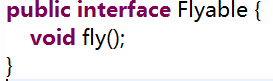 public interface Flyable {
    void fly();
}